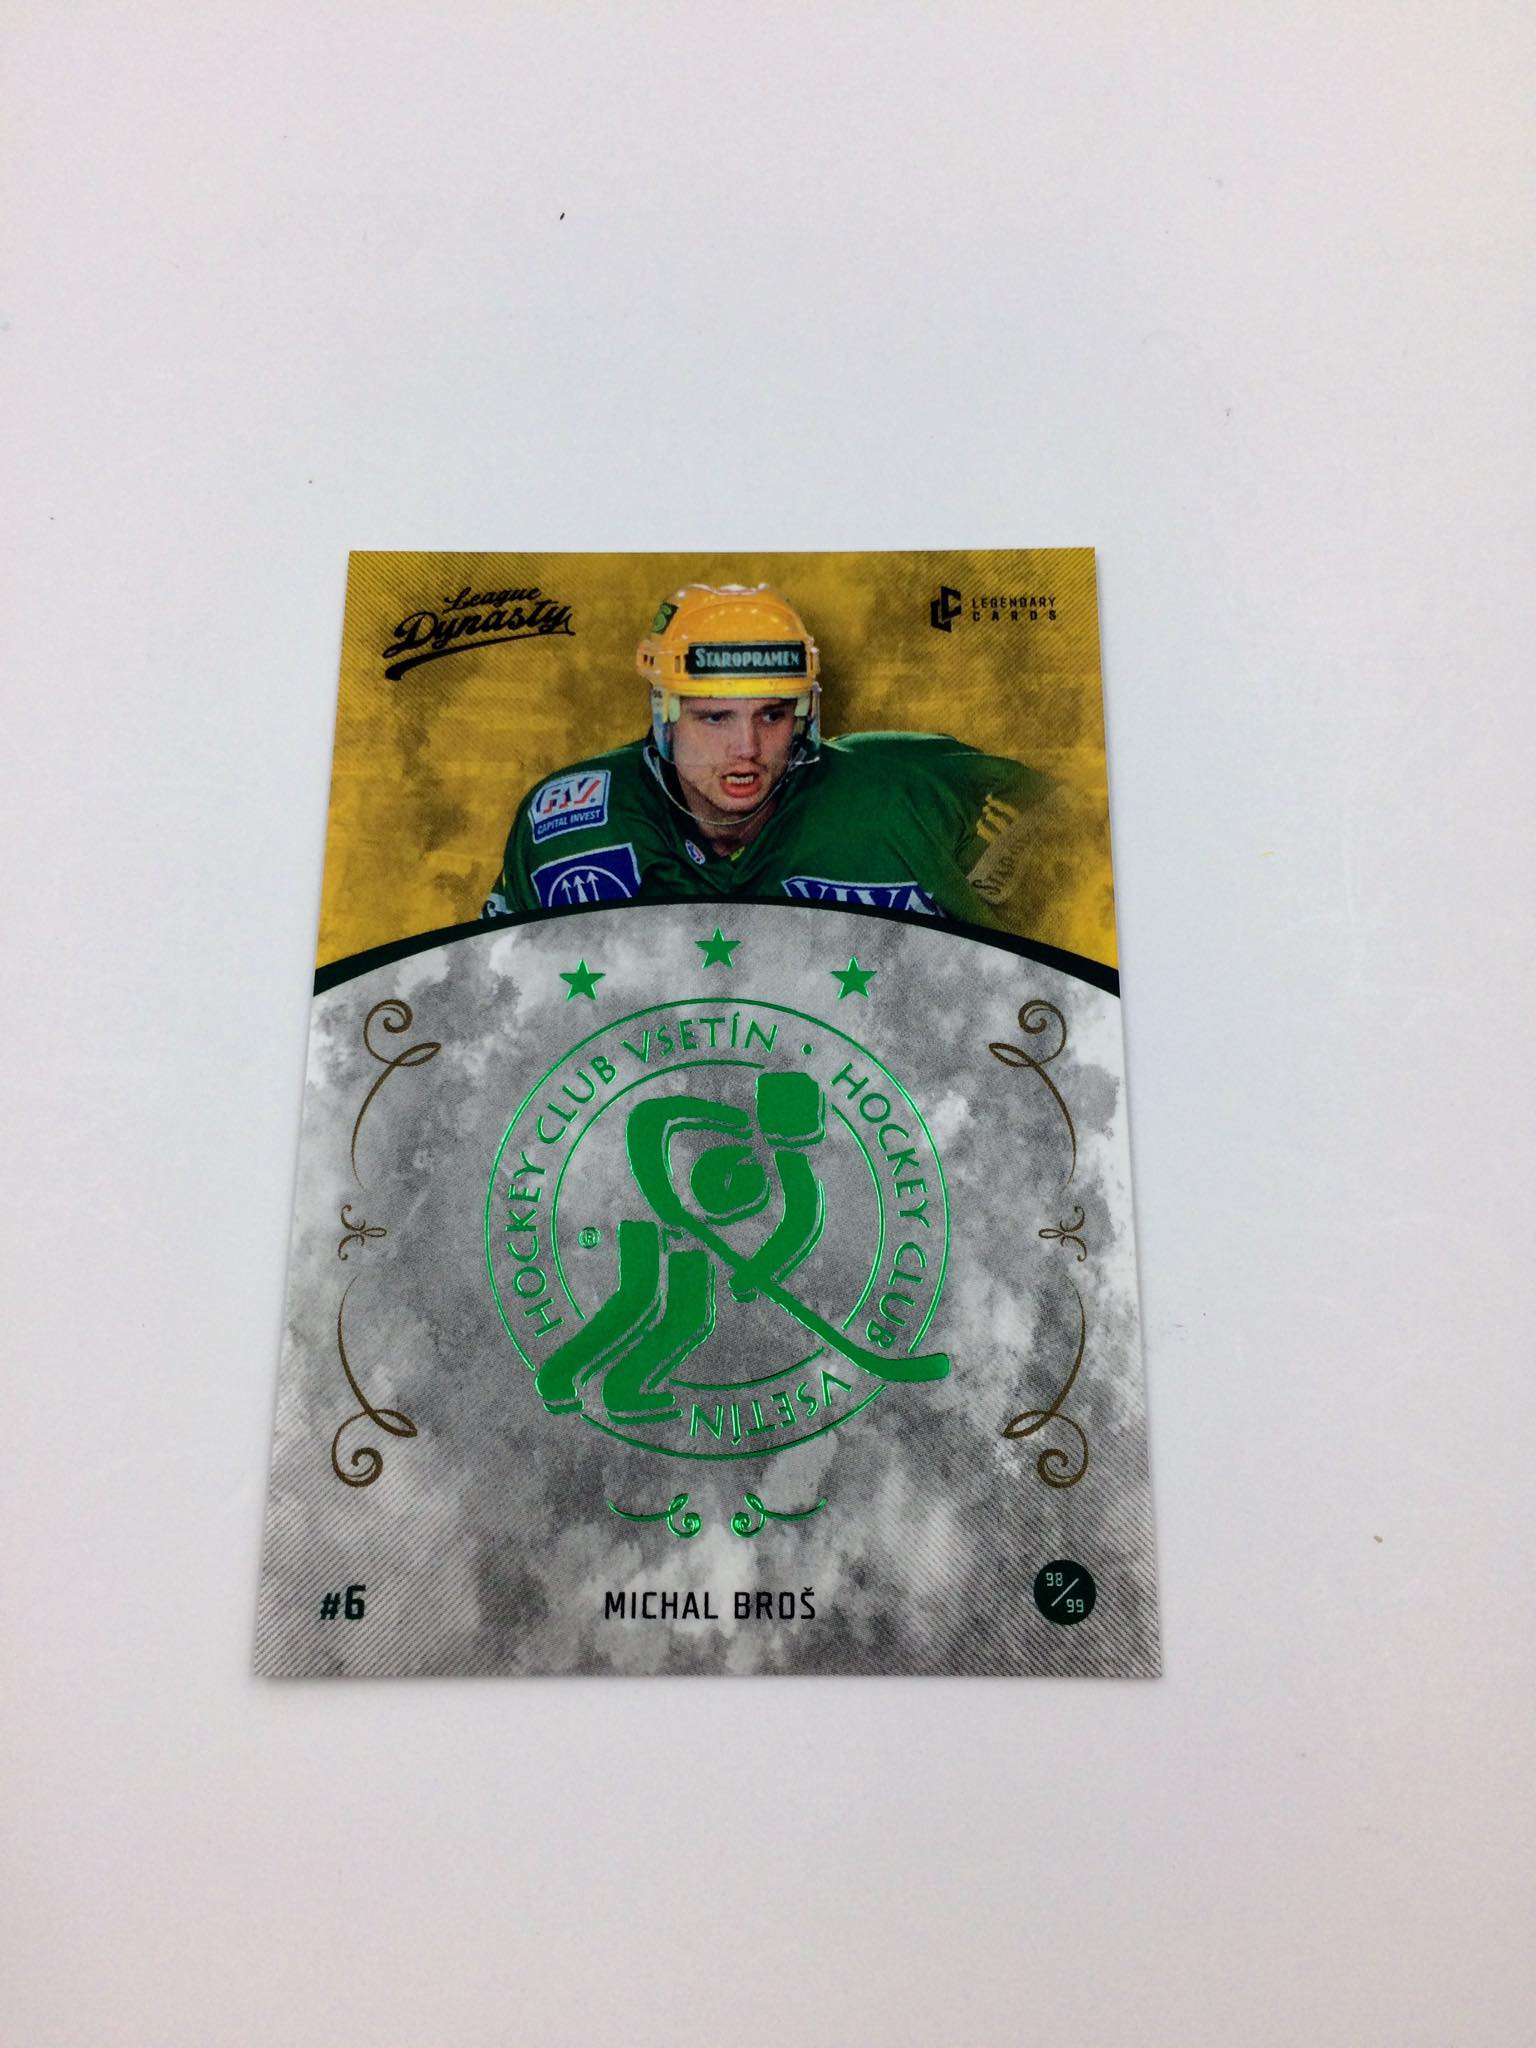 League
Dynasty
LEGENDARY
CARDS
STAROPRAMEN
RV
CAPITAL INVEST
VIVA
HOCKEY CLUB VSETÍN • HOCKEY CLUB VSETÍN
®
#6
MICHAL BROŠ
98/99